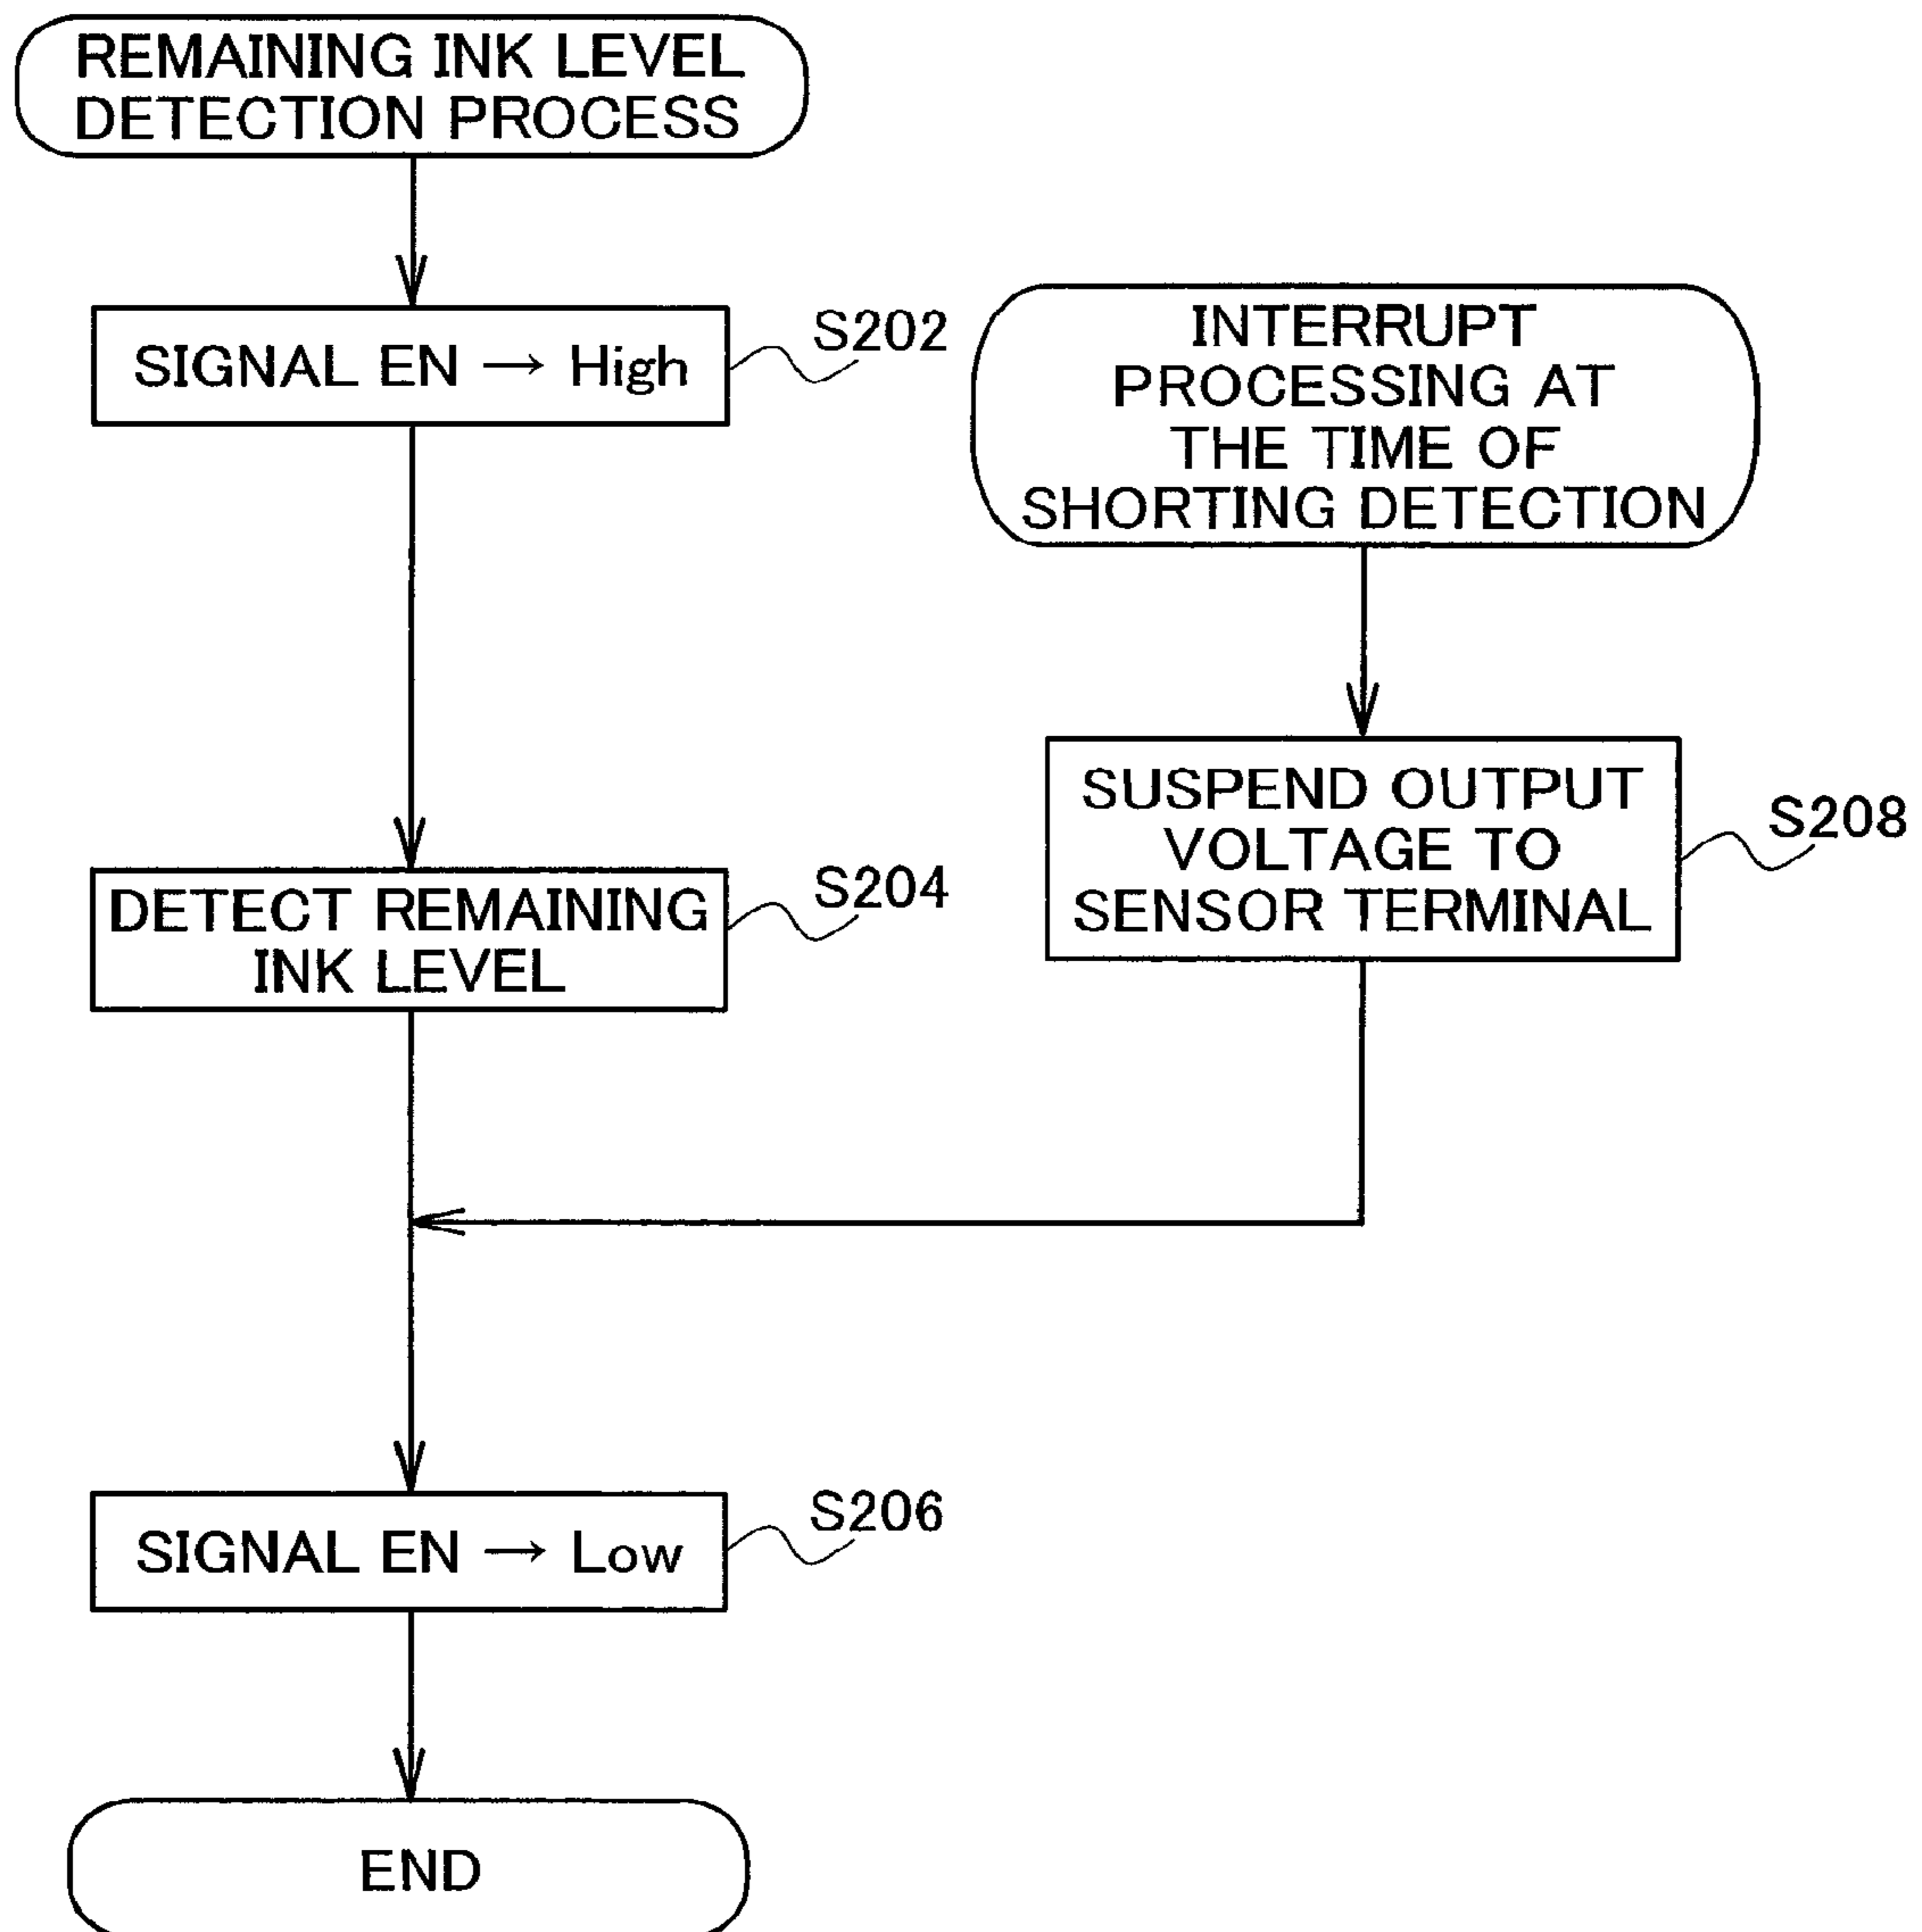 REMAINING INK LEVEL
DETECTION PROCESS
SIGNAL EN → High
S202
INTERRUPT
PROCESSING AT
THE TIME OF
SHORTING DETECTION
SUSPEND OUTPUT
VOLTAGE TO
SENSOR TERMINAL
S208
DETECT REMAINING
INK LEVEL
S204
SIGNAL EN → Low
S206
END